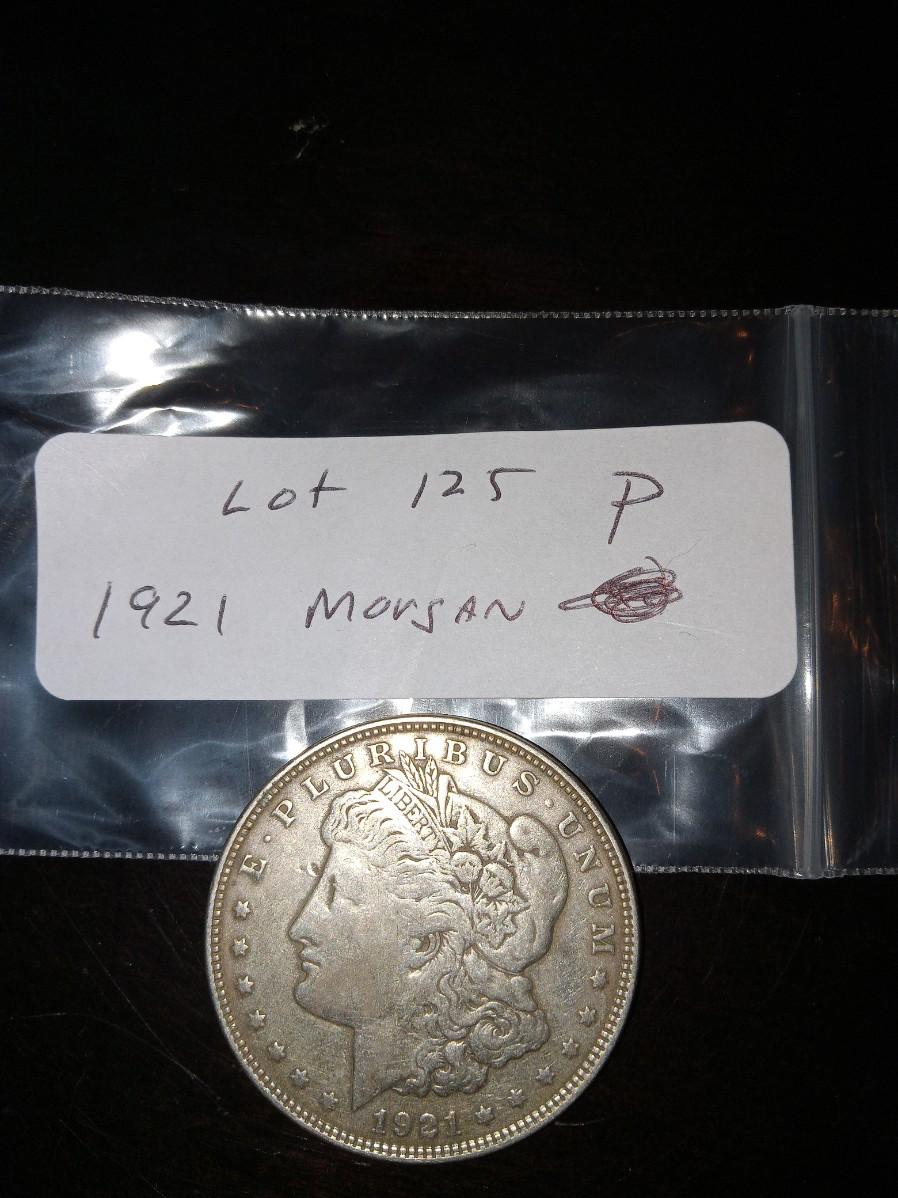 Lot 125 P
1921 Morgan
E · PLURIBUS · UNUM
LIBERTY
1921